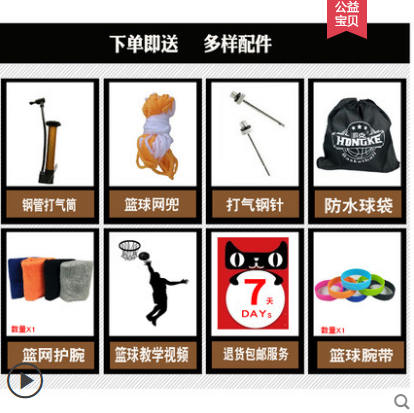 公益
宝贝
下单即送 多样配件
HONGKE
钢管打气筒
篮球网兜
打气钢针
防水球袋
7天
DAYs
数量X1
数量X1
篮网护腕
篮球教学视频
退货包邮服务
篮球腕带